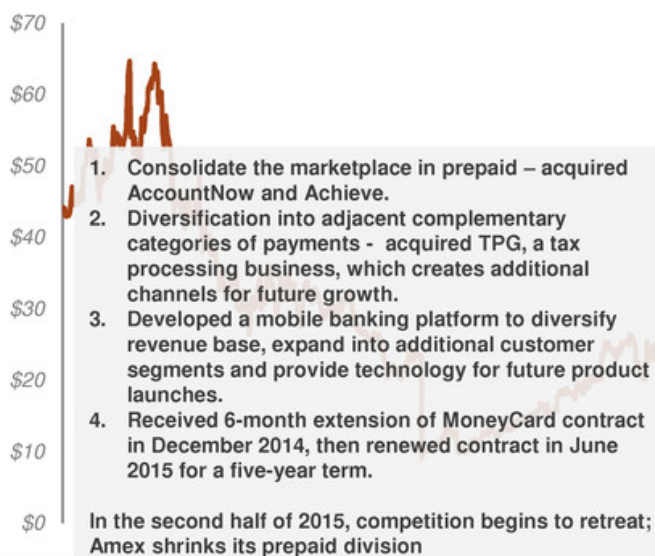 $70
$60
$50
$40
$30
$20
$10
$0
1. Consolidate the marketplace in prepaid – acquired
AccountNow and Achieve.
2. Diversification into adjacent complementary
categories of payments - acquired TPG, a tax
processing business, which creates additional
channels for future growth.
3. Developed a mobile banking platform to diversify
revenue base, expand into additional customer
segments and provide technology for future product
launches.
4. Received 6-month extension of MoneyCard contract
in December 2014, then renewed contract in June
2015 for a five-year term.
In the second half of 2015, competition begins to retreat;
Amex shrinks its prepaid division